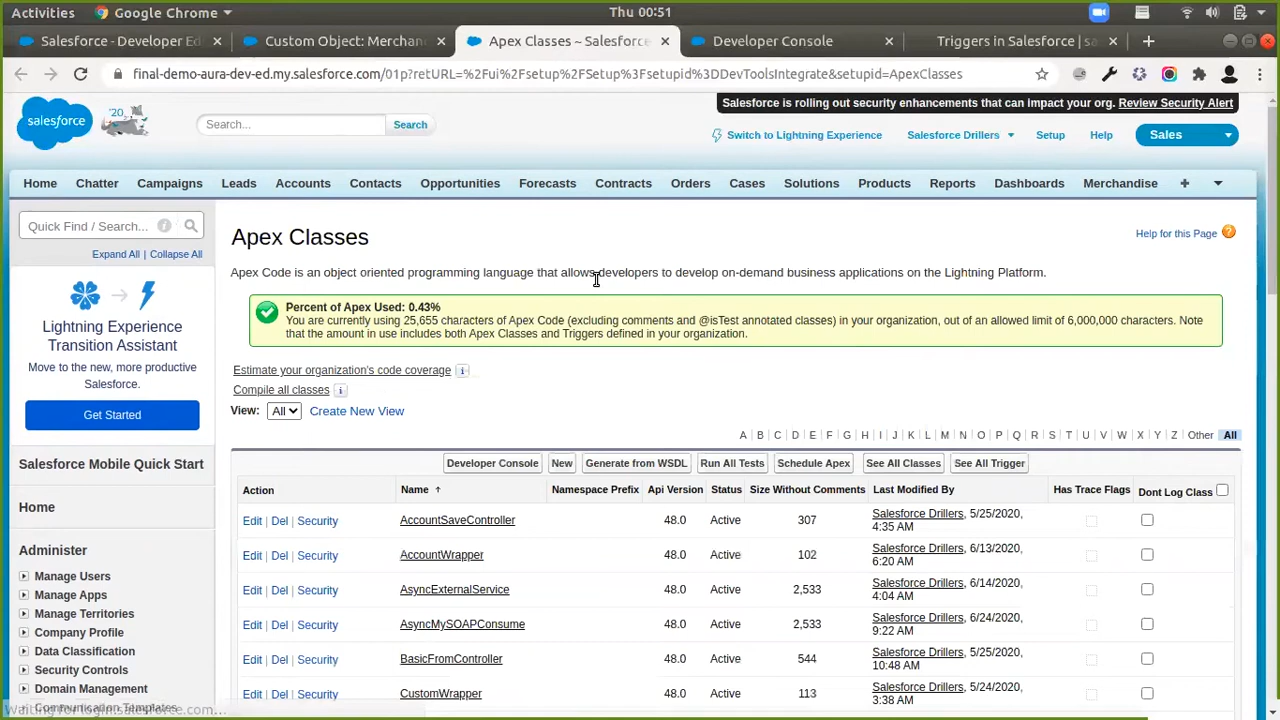 Activities
Google Chrome
Thu 00:51
Salesforce - Developer Ed
Custom Object: Merchan
Apex Classes ~ Salesforce
Developer Console
Triggers in Salesforce | sa
final-demo-aura-dev-ed.my.salesforce.com/01p?retURL=%2Fui%2Fsetup%2FSetup%3Fsetupid%3DDevToolsIntegrate&setupid=ApexClasses
Salesforce is rolling out security enhancements that can impact your org. Review Security Alert
salesforce
'20
Search...
Search
Switch to Lightning Experience
Salesforce Drillers
Setup
Help
Sales
Home Chatter Campaigns Leads Accounts Contacts Opportunities Forecasts Contracts Orders Cases Solutions Products Reports Dashboards Merchandise +
Quick Find / Search...
Expand All | Collapse All
Lightning Experience
Transition Assistant
Move to the new, more productive
Salesforce.
Get Started
Salesforce Mobile Quick Start
Home
Administer
Manage Users
Manage Apps
Manage Territories
Company Profile
Data Classification
Security Controls
Domain Management
Communication Templates
Waiting for login.salesforce.com...
Apex Classes
Help for this Page
Apex Code is an object oriented programming language that allows developers to develop on-demand business applications on the Lightning Platform.
Percent of Apex Used: 0.43%
You are currently using 25,655 characters of Apex Code (excluding comments and @isTest annotated classes) in your organization, out of an allowed limit of 6,000,000 characters. Note
that the amount in use includes both Apex Classes and Triggers defined in your organization.
Estimate your organization's code coverage i
Compile all classes i
View: All Create New View
A B C D E F G H I J K L M N O P Q R S T U V W X Y Z Other All
Developer Console New Generate from WSDL Run All Tests Schedule Apex See All Classes See All Trigger
Action Name ↑ Namespace Prefix Api Version Status Size Without Comments Last Modified By Has Trace Flags Dont Log Class
Edit | Del | Security AccountSaveController 48.0 Active 307 Salesforce Drillers, 5/25/2020,
4:35 AM
Edit | Del | Security AccountWrapper 48.0 Active 102 Salesforce Drillers, 6/13/2020,
6:20 AM
Edit | Del | Security AsyncExternalService 48.0 Active 2,533 Salesforce Drillers, 6/14/2020,
4:04 AM
Edit | Del | Security AsyncMySOAPConsume 48.0 Active 2,533 Salesforce Drillers, 6/24/2020,
9:22 AM
Edit | Del | Security BasicFromController 48.0 Active 544 Salesforce Drillers, 5/25/2020,
10:48 AM
Edit | Del | Security CustomWrapper 48.0 Active 113 Salesforce Drillers, 5/24/2020,
3:38 AM